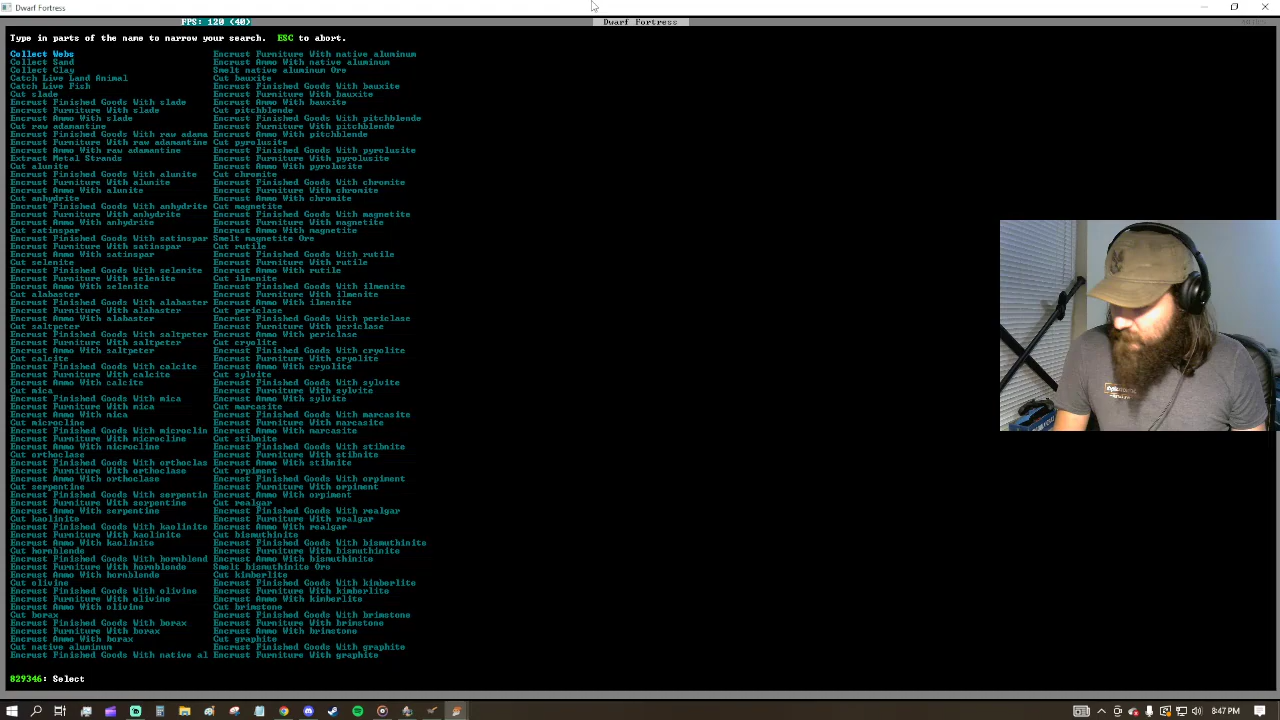 Dwarf Fortress
FPS: 120 (40)
Dwarf Fortress
Type in parts of the name to narrow your search. ESC to abort.
Collect Webs
Collect Sand
Collect Clay
Catch Live Land Animal
Catch Live Fish
Cut slade
Encrust Finished Goods With slade
Encrust Furniture With slade
Encrust Ammo With slade
Cut raw adamantine
Encrust Finished Goods With raw adama
Encrust Furniture With raw adamantine
Encrust Ammo With raw adamantine
Extract Metal Strands
Cut alunite
Encrust Finished Goods With alunite
Encrust Furniture With alunite
Encrust Ammo With alunite
Cut anhydrite
Encrust Finished Goods With anhydrite
Encrust Furniture With anhydrite
Encrust Ammo With anhydrite
Cut satinspar
Encrust Finished Goods With satinspar
Encrust Furniture With satinspar
Encrust Ammo With satinspar
Cut selenite
Encrust Finished Goods With selenite
Encrust Furniture With selenite
Encrust Ammo With selenite
Cut alabaster
Encrust Finished Goods With alabaster
Encrust Furniture With alabaster
Encrust Ammo With alabaster
Cut saltpeter
Encrust Finished Goods With saltpeter
Encrust Furniture With saltpeter
Encrust Ammo With saltpeter
Cut calcite
Encrust Finished Goods With calcite
Encrust Furniture With calcite
Encrust Ammo With calcite
Cut mica
Encrust Finished Goods With mica
Encrust Furniture With mica
Encrust Ammo With mica
Cut microcline
Encrust Finished Goods With microclin
Encrust Furniture With microcline
Encrust Ammo With microcline
Cut orthoclase
Encrust Finished Goods With orthoclas
Encrust Furniture With orthoclase
Encrust Ammo With orthoclase
Cut serpentine
Encrust Finished Goods With serpentin
Encrust Furniture With serpentine
Encrust Ammo With serpentine
Cut kaolinite
Encrust Finished Goods With kaolinite
Encrust Furniture With kaolinite
Encrust Ammo With kaolinite
Cut hornblende
Encrust Finished Goods With hornblend
Encrust Furniture With hornblende
Encrust Ammo With hornblende
Cut olivine
Encrust Finished Goods With olivine
Encrust Furniture With olivine
Encrust Ammo With olivine
Cut borax
Encrust Finished Goods With borax
Encrust Furniture With borax
Encrust Ammo With borax
Cut native aluminum
Encrust Finished Goods With native al
Encrust Furniture With native aluminum
Encrust Ammo With native aluminum
Smelt native aluminum Ore
Cut bauxite
Encrust Finished Goods With bauxite
Encrust Furniture With bauxite
Encrust Ammo With bauxite
Cut pitchblende
Encrust Finished Goods With pitchblende
Encrust Furniture With pitchblende
Encrust Ammo With pitchblende
Cut pyrolusite
Encrust Finished Goods With pyrolusite
Encrust Furniture With pyrolusite
Encrust Ammo With pyrolusite
Cut chromite
Encrust Finished Goods With chromite
Encrust Furniture With chromite
Encrust Ammo With chromite
Cut magnetite
Encrust Finished Goods With magnetite
Encrust Furniture With magnetite
Encrust Ammo With magnetite
Smelt magnetite Ore
Cut rutile
Encrust Finished Goods With rutile
Encrust Furniture With rutile
Encrust Ammo With rutile
Cut ilmenite
Encrust Finished Goods With ilmenite
Encrust Furniture With ilmenite
Encrust Ammo With ilmenite
Cut periclase
Encrust Finished Goods With periclase
Encrust Furniture With periclase
Encrust Ammo With periclase
Cut cryolite
Encrust Finished Goods With cryolite
Encrust Furniture With cryolite
Encrust Ammo With cryolite
Cut sylvite
Encrust Finished Goods With sylvite
Encrust Furniture With sylvite
Encrust Ammo With sylvite
Cut marcasite
Encrust Finished Goods With marcasite
Encrust Furniture With marcasite
Encrust Ammo With marcasite
Cut stibnite
Encrust Finished Goods With stibnite
Encrust Furniture With stibnite
Encrust Ammo With stibnite
Cut orpiment
Encrust Finished Goods With orpiment
Encrust Furniture With orpiment
Encrust Ammo With orpiment
Cut realgar
Encrust Finished Goods With realgar
Encrust Furniture With realgar
Encrust Ammo With realgar
Cut bismuthinite
Encrust Finished Goods With bismuthinite
Encrust Furniture With bismuthinite
Encrust Ammo With bismuthinite
Smelt bismuthinite Ore
Cut kimberlite
Encrust Finished Goods With kimberlite
Encrust Furniture With kimberlite
Encrust Ammo With kimberlite
Cut brimstone
Encrust Finished Goods With brimstone
Encrust Furniture With brimstone
Encrust Ammo With brimstone
Cut graphite
Encrust Finished Goods With graphite
Encrust Furniture With graphite
829346: Select
8:47 PM